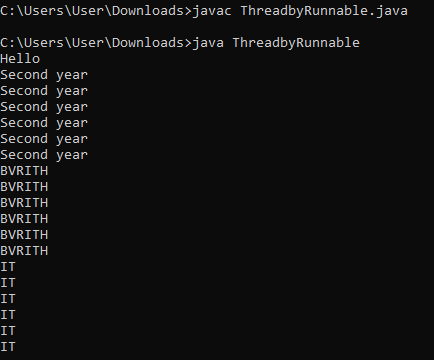 C:\Users\User\Downloads>javac ThreadbyRunnable.java
C:\Users\User\Downloads>java ThreadbyRunnable
Hello
Second year
Second year
Second year
Second year
Second year
Second year
BVRITH
BVRITH
BVRITH
BVRITH
BVRITH
BVRITH
IT
IT
IT
IT
IT
IT